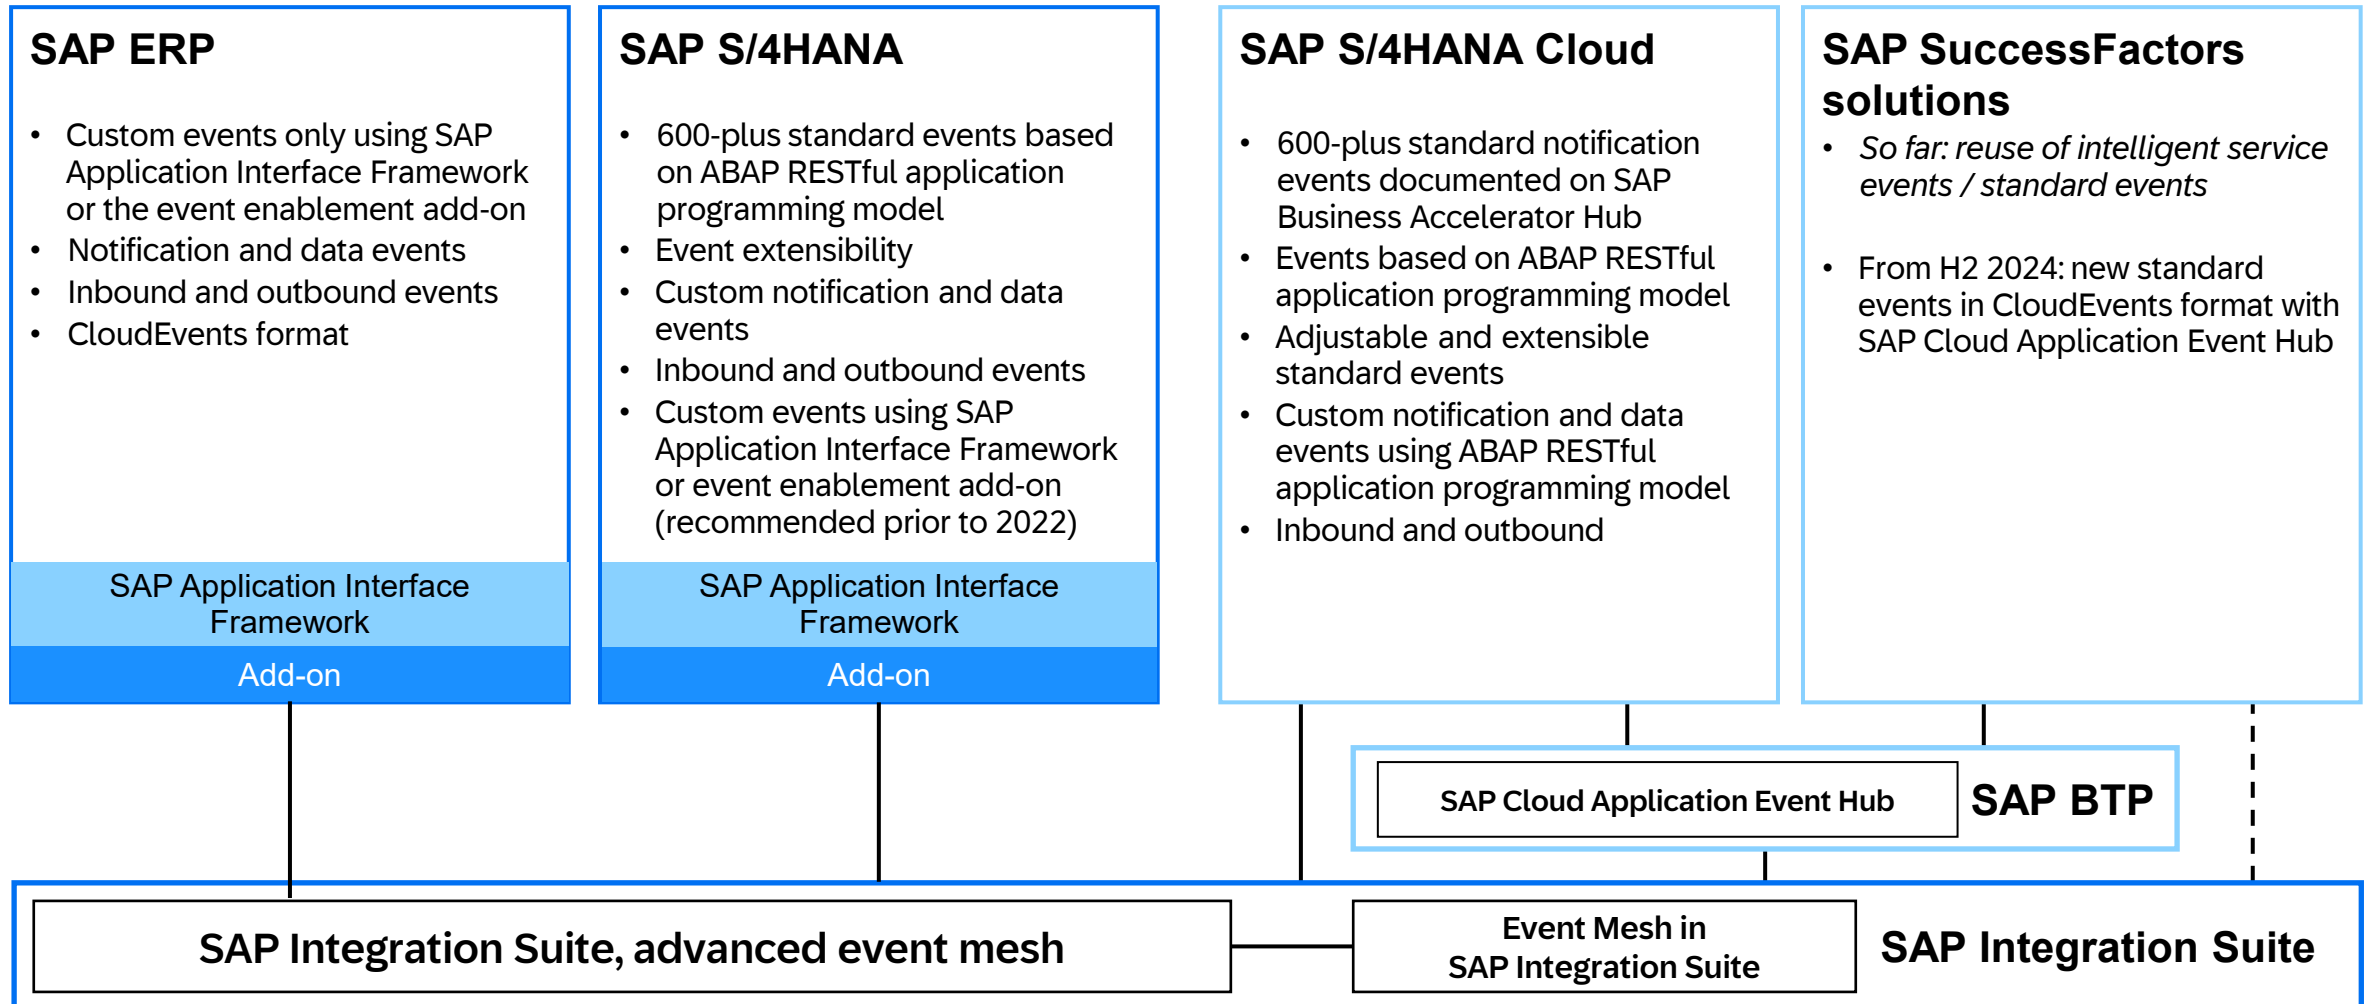 SAP ERP
• Custom events only using SAP
Application Interface Framework
or the event enablement add-on
• Notification and data events
• Inbound and outbound events
• CloudEvents format
SAP Application Interface
Framework
Add-on
SAP S/4HANA
• 600-plus standard events based
on ABAP RESTful application
programming model
• Event extensibility
• Custom notification and data
events
• Inbound and outbound events
• Custom events using SAP
Application Interface Framework
or event enablement add-on
(recommended prior to 2022)
SAP Application Interface
Framework
Add-on
SAP S/4HANA Cloud
• 600-plus standard notification
events documented on SAP
Business Accelerator Hub
• Events based on ABAP RESTful
application programming model
• Adjustable and extensible
standard events
• Custom notification and data
events using ABAP RESTful
application programming model
• Inbound and outbound
SAP SuccessFactors
solutions
• So far: reuse of intelligent service
events / standard events
• From H2 2024: new standard
events in CloudEvents format with
SAP Cloud Application Event Hub
SAP Cloud Application Event Hub
SAP BTP
SAP Integration Suite, advanced event mesh
Event Mesh in
SAP Integration Suite
SAP Integration Suite